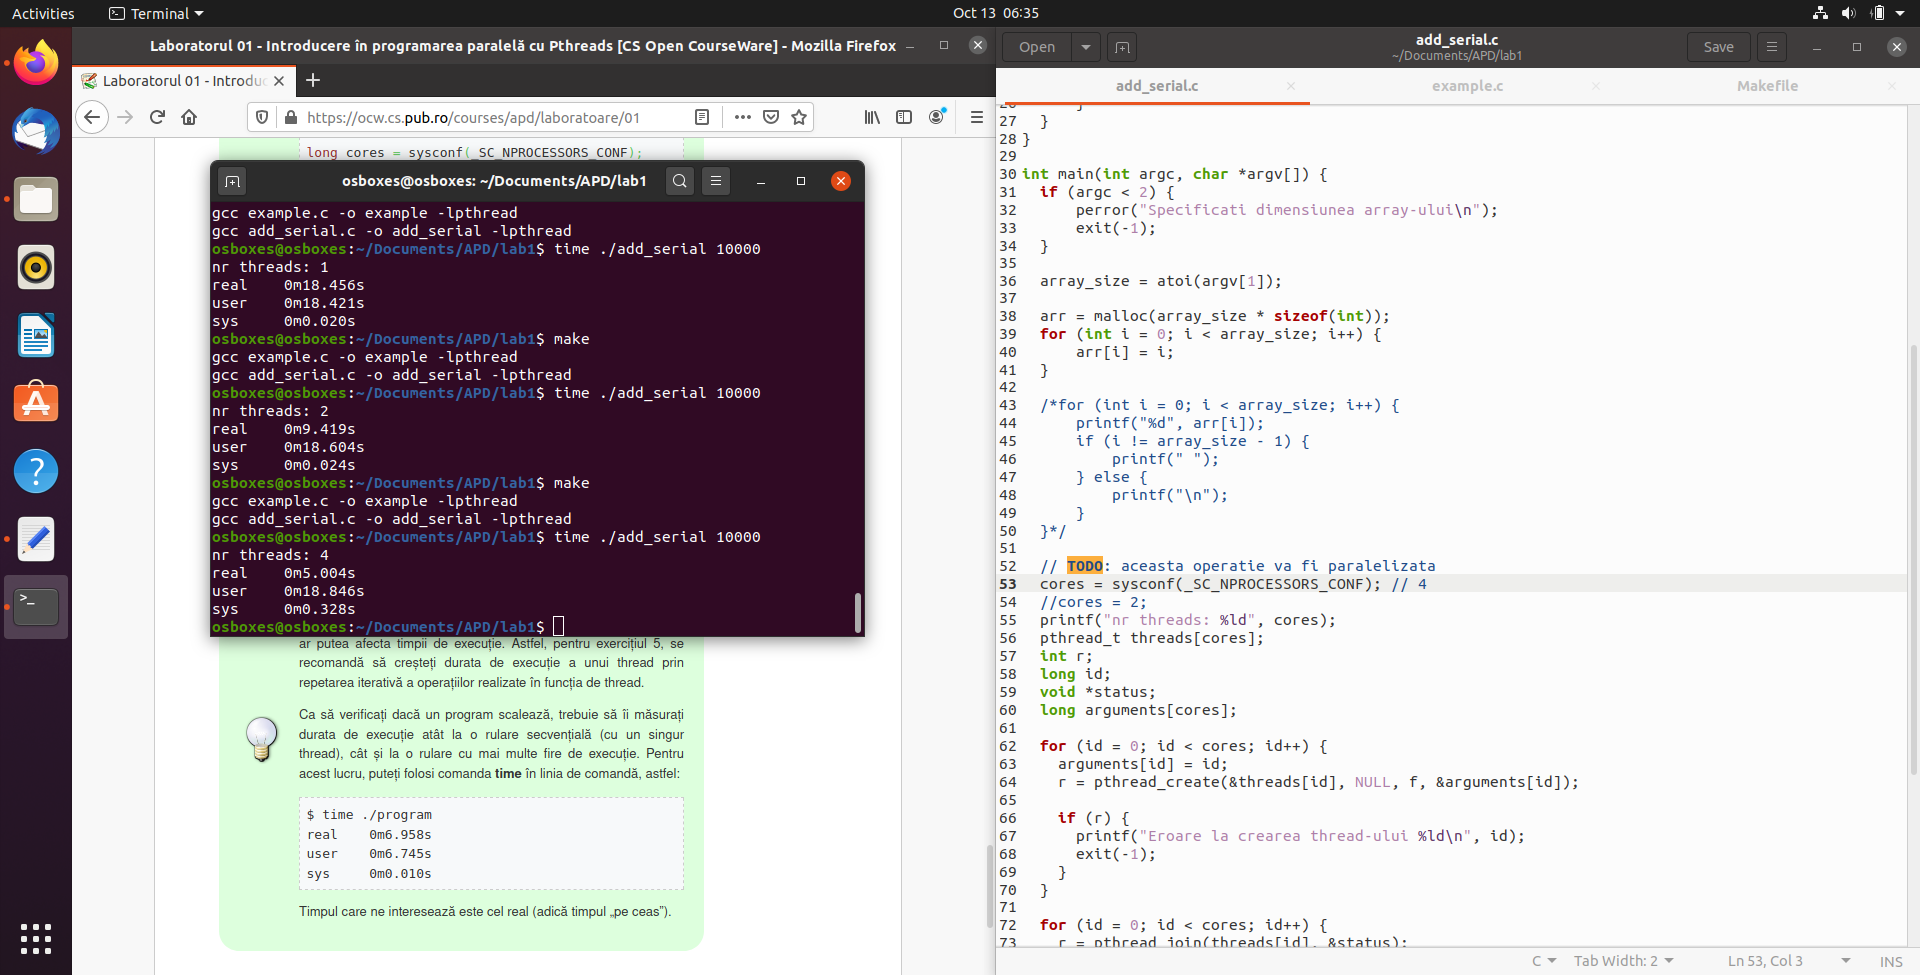 Activities
Terminal
Oct 13 06:35
Laboratorul 01 - Introducere în programarea paralelă cu Pthreads [CS Open CourseWare] - Mozilla Firefox
Laboratorul 01 - Introduc
https://ocw.cs.pub.ro/courses/apd/laboratoare/01
long cores = sysconf(_SC_NPROCESSORS_CONF);
osboxes@osboxes: ~/Documents/APD/lab1
gcc example.c -o example -lpthread
gcc add_serial.c -o add_serial -lpthread
osboxes@osboxes:~/Documents/APD/lab1$ time ./add_serial 10000
nr threads: 1
real 0m18.456s
user 0m18.421s
sys 0m0.020s
osboxes@osboxes:~/Documents/APD/lab1$ make
gcc example.c -o example -lpthread
gcc add_serial.c -o add_serial -lpthread
osboxes@osboxes:~/Documents/APD/lab1$ time ./add_serial 10000
nr threads: 2
real 0m9.419s
user 0m18.604s
sys 0m0.024s
osboxes@osboxes:~/Documents/APD/lab1$ make
gcc example.c -o example -lpthread
gcc add_serial.c -o add_serial -lpthread
osboxes@osboxes:~/Documents/APD/lab1$ time ./add_serial 10000
nr threads: 4
real 0m5.004s
user 0m18.846s
sys 0m0.328s
osboxes@osboxes:~/Documents/APD/lab1$
ar putea afecta timpii de execuție. Astfel, pentru exercițiul 5, se
recomandă să creșteți durata de execuție a unui thread prin
repetarea iterativă a operațiilor realizate în funcția de thread.
Ca să verificați dacă un program scalează, trebuie să îi măsurați
durata de execuție atât la o rulare secvențială (cu un singur
thread), cât și la o rulare cu mai multe fire de execuție. Pentru
acest lucru, puteți folosi comanda time în linia de comandă, astfel:
$ time ./program
real 0m6.958s
user 0m6.745s
sys 0m0.010s
Timpul care ne interesează este cel real (adică timpul „pe ceas”).
Open
add_serial.c
~/Documents/APD/lab1
Save
add_serial.c
example.c
Makefile
26 }
27 }
28 }
29
30 int main(int argc, char *argv[]) {
31 if (argc < 2) {
32 perror("Specificati dimensiunea array-ului\n");
33 exit(-1);
34 }
35
36 array_size = atoi(argv[1]);
37
38 arr = malloc(array_size * sizeof(int));
39 for (int i = 0; i < array_size; i++) {
40 arr[i] = i;
41 }
42
43 /*for (int i = 0; i < array_size; i++) {
44 printf("%d", arr[i]);
45 if (i != array_size - 1) {
46 printf(" ");
47 } else {
48 printf("\n");
49 }
50 }*/
51
52 // TODO: aceasta operatie va fi paralelizata
53 cores = sysconf(_SC_NPROCESSORS_CONF); // 4
54 //cores = 2;
55 printf("nr threads: %ld", cores);
56 pthread_t threads[cores];
57 int r;
58 long id;
59 void *status;
60 long arguments[cores];
61
62 for (id = 0; id < cores; id++) {
63 arguments[id] = id;
64 r = pthread_create(&threads[id], NULL, f, &arguments[id]);
65
66 if (r) {
67 printf("Eroare la crearea thread-ului %ld\n", id);
68 exit(-1);
69 }
70 }
71
72 for (id = 0; id < cores; id++) {
73 r = pthread_join(threads[id], &status);
C
Tab Width: 2
Ln 53, Col 3
INS